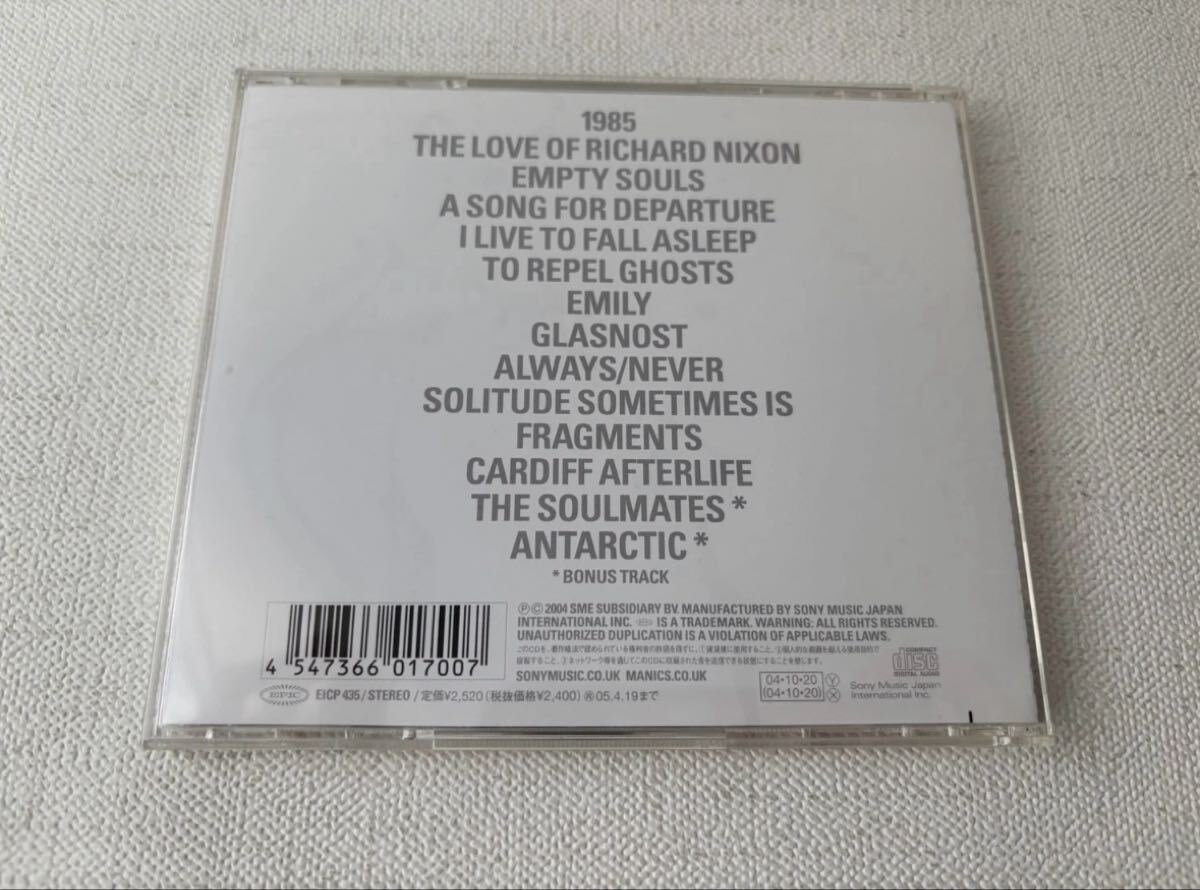 1985
THE LOVE OF RICHARD NIXON
EMPTY SOULS
A SONG FOR DEPARTURE
I LIVE TO FALL ASLEEP
TO REPEL GHOSTS
EMILY
GLASNOST
ALWAYS/NEVER
SOLITUDE SOMETIMES IS
FRAGMENTS
CARDIFF AFTERLIFE
THE SOULMATES *
ANTARCTIC *
* BONUS TRACK
℗© 2004 SME SUBSIDIARY BV. MANUFACTURED BY SONY MUSIC JAPAN
INTERNATIONAL INC. IS A TRADEMARK. WARNING: ALL RIGHTS RESERVED.
UNAUTHORIZED DUPLICATION IS A VIOLATION OF APPLICABLE LAWS.
SONYMUSIC.CO.UK MANICS.CO.UK
4 547366 017007
EPIC
EICP 435/STEREO/定価¥2,520(税抜価格¥2,400)㋹05.4.19まで
04・10・20 Ⓨ
(04・10・20) Ⓧ
COMPACT
disc
DIGITAL AUDIO
Sony Music Japan
International Inc.